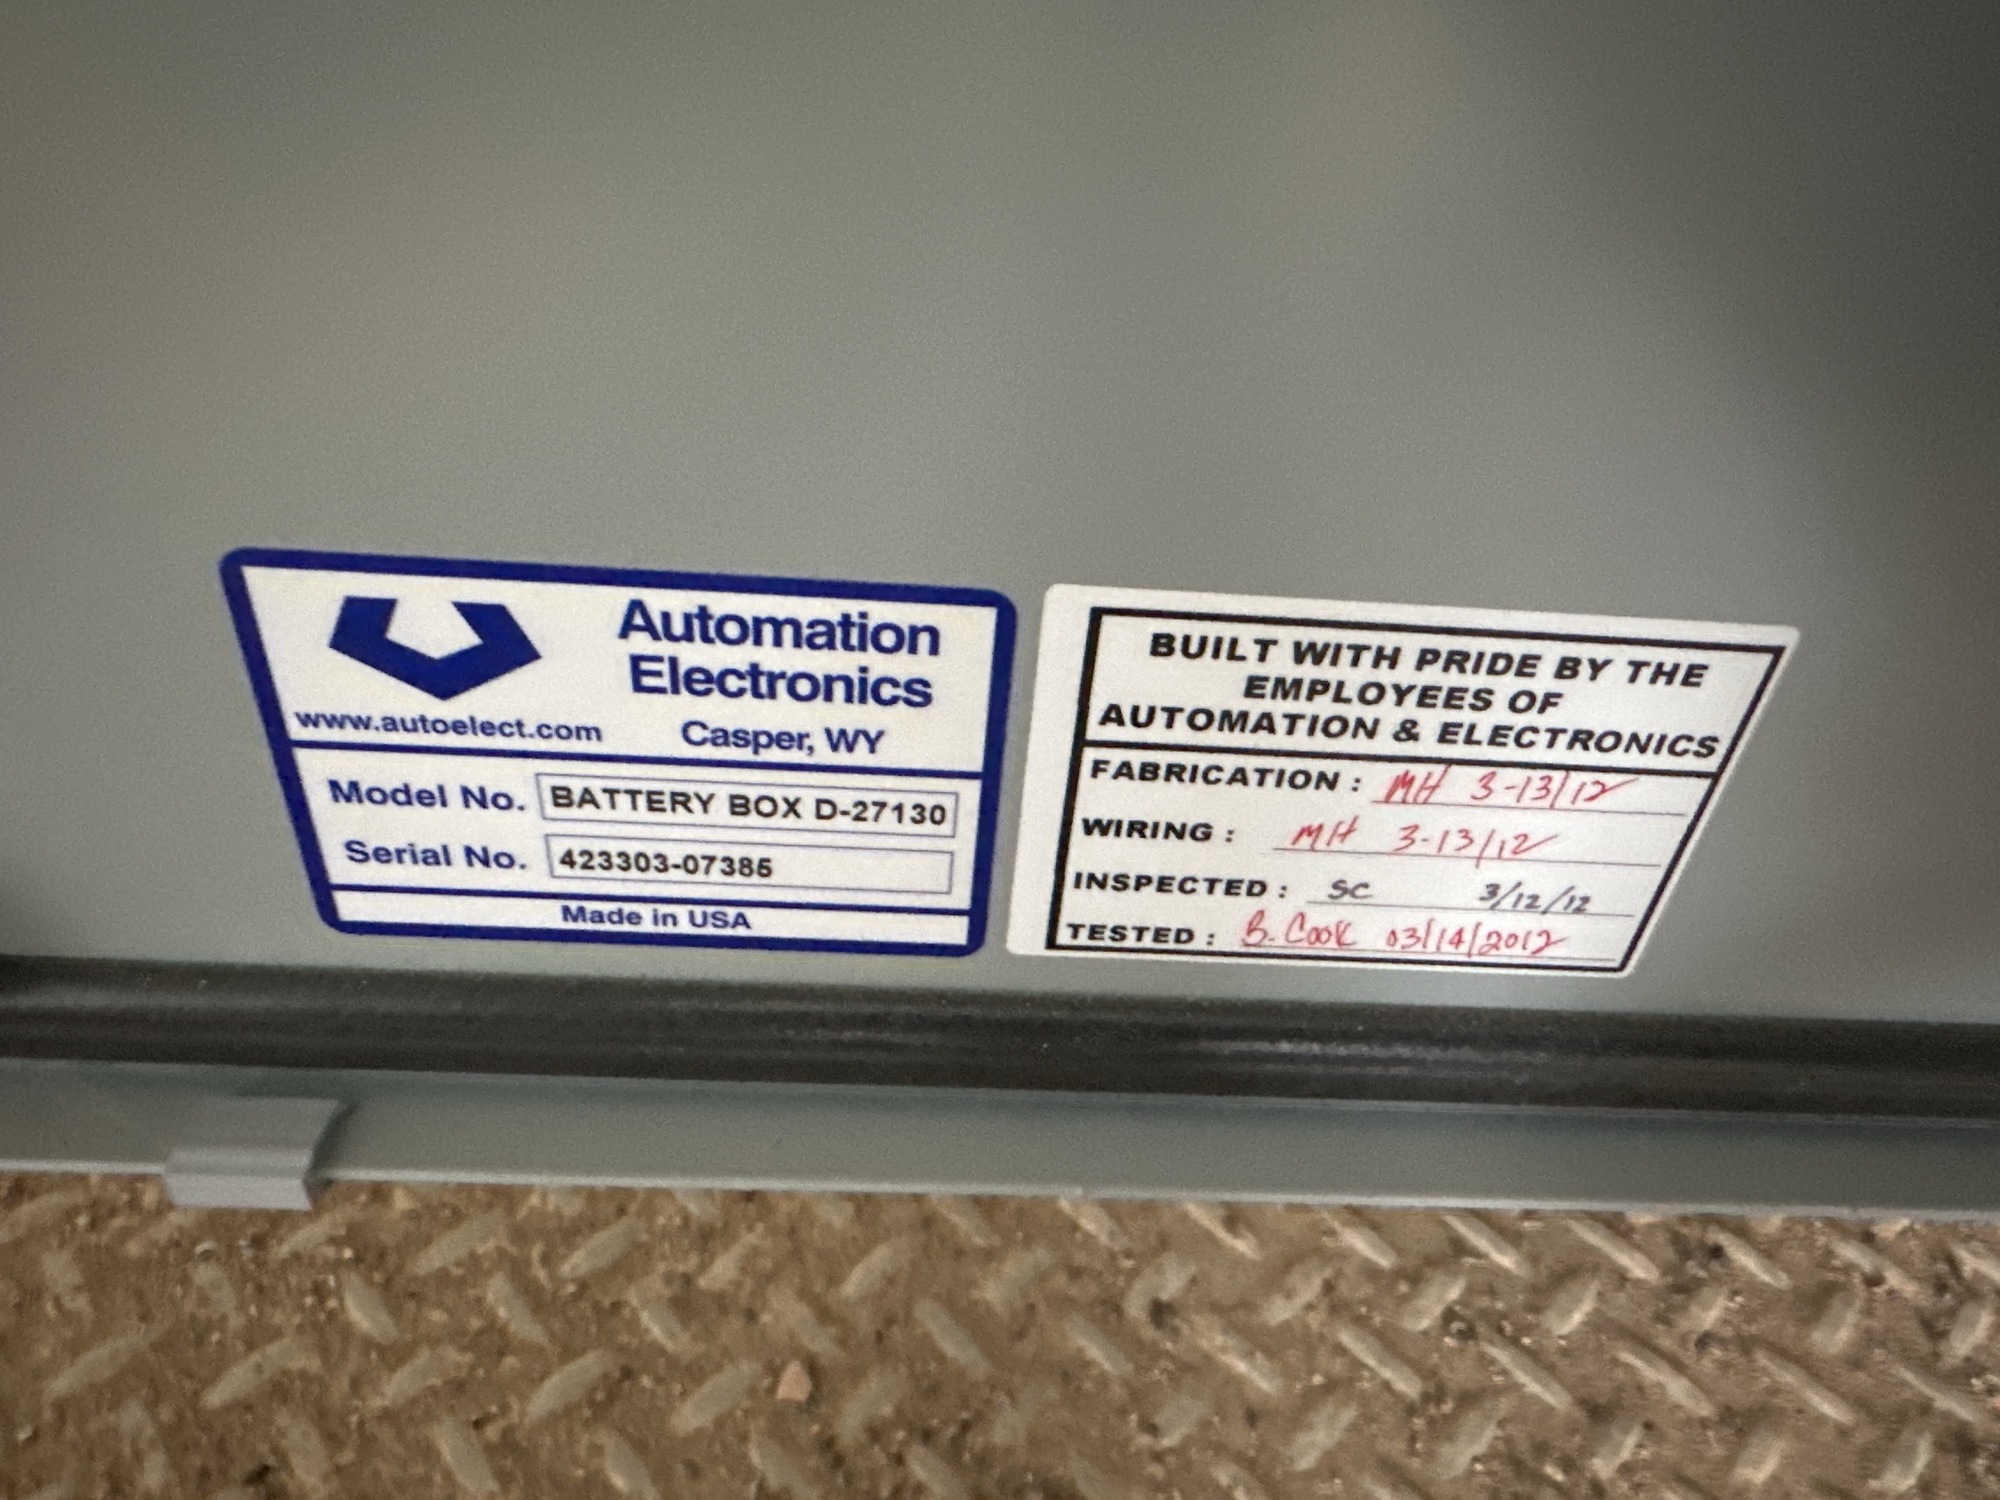 Automation
Electronics
www.autoelect.com
Casper, WY
Model No. BATTERY BOX D-27130
Serial No. 423303-07385
Made in USA
BUILT WITH PRIDE BY THE
EMPLOYEES OF
AUTOMATION & ELECTRONICS
FABRICATION : MH 3-13/12
WIRING : MH 3-13/12
INSPECTED : SC 3/12/12
TESTED : B. Cook 03/14/2012